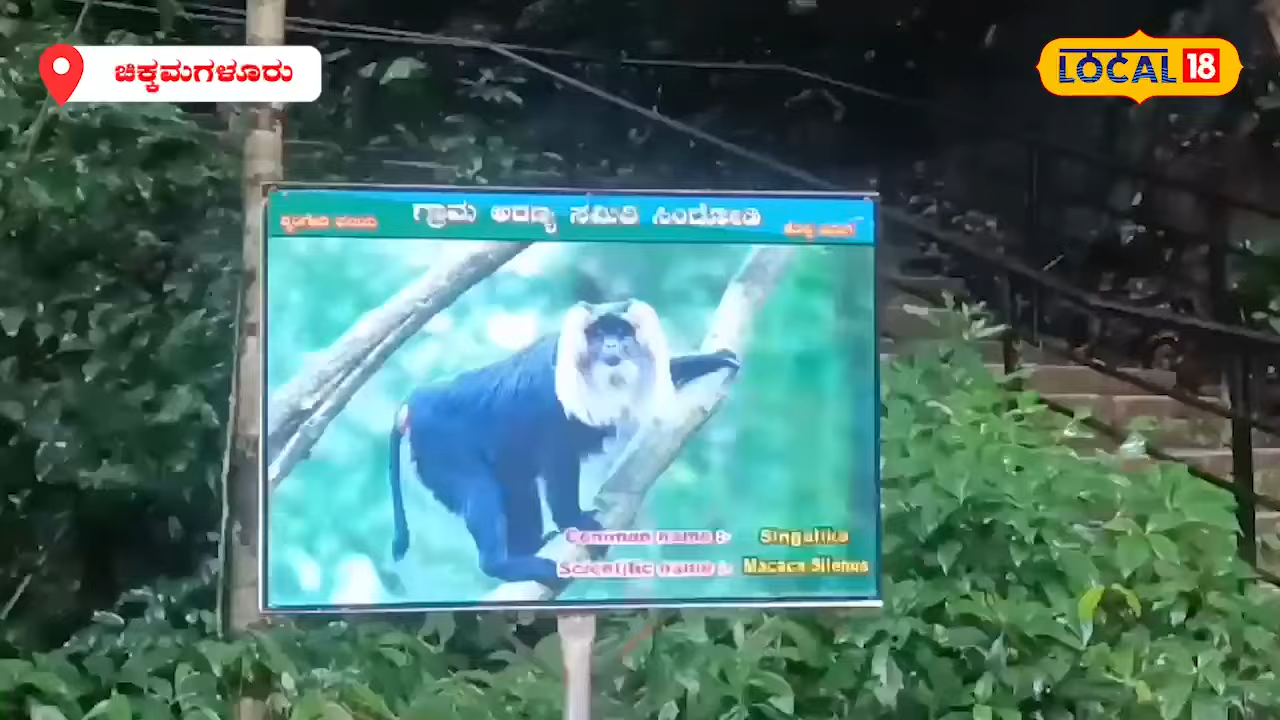 ಚಿಕ್ಕಮಗಳೂರು
LOCAL 18
ಗ್ರಾಮ ಅರಣ್ಯ ಸಮಿತಿ
Common name :- Singalika
Scientific name :- Macaca Silenus